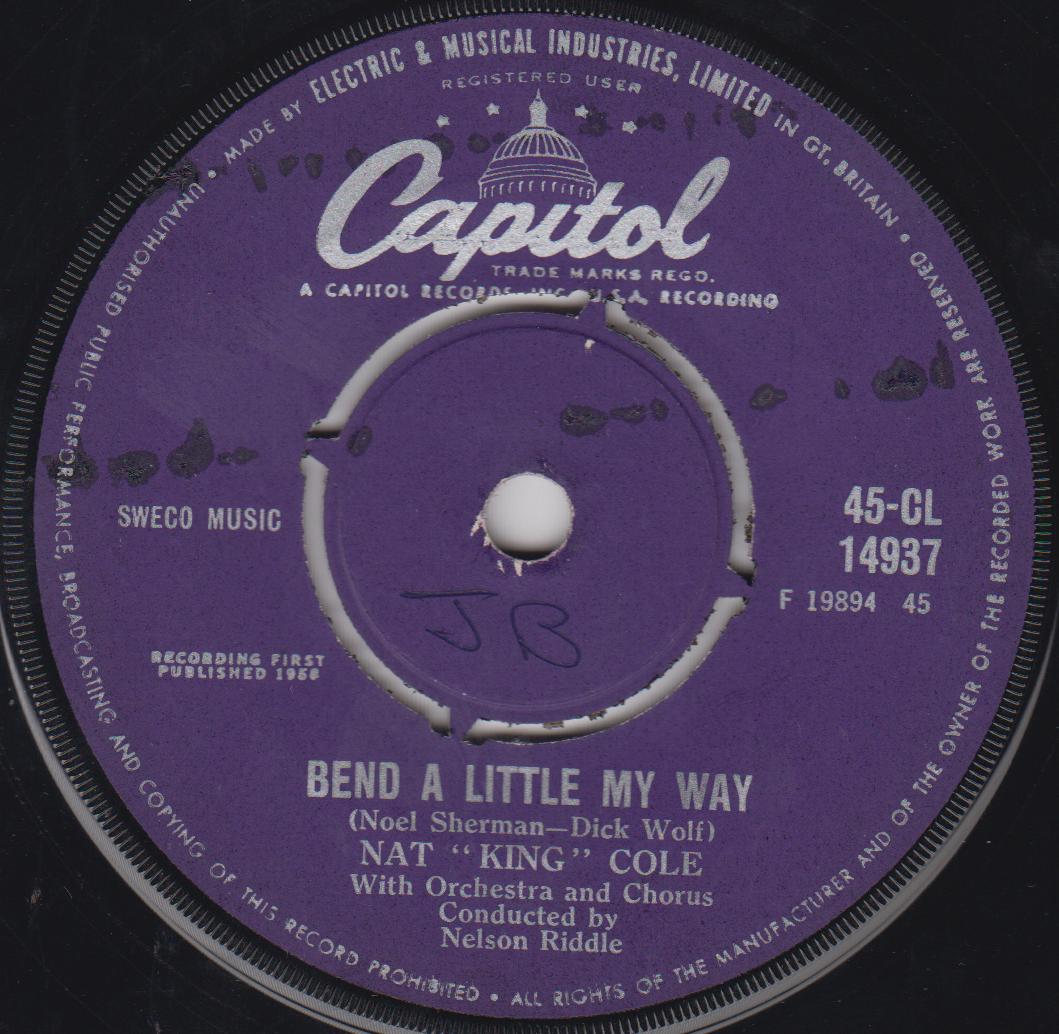 MADE BY ELECTRIC & MUSICAL INDUSTRIES, LIMITED IN GT. BRITAIN •
REGISTERED USER
Capitol
TRADE MARKS REGD.
A CAPITOL RECORDS, INC. U.S.A. RECORDING
SWECO MUSIC
45-CL
14937
F 19894 45
JB
RECORDING FIRST
PUBLISHED 1958
BEND A LITTLE MY WAY
(Noel Sherman—Dick Wolf)
NAT "KING" COLE
With Orchestra and Chorus
Conducted by
Nelson Riddle
ALL RIGHTS OF THE MANUFACTURER AND OF THE OWNER OF THE RECORDED WORK ARE RESERVED •
UNAUTHORISED PUBLIC PERFORMANCE, BROADCASTING AND COPYING OF THIS RECORD PROHIBITED •